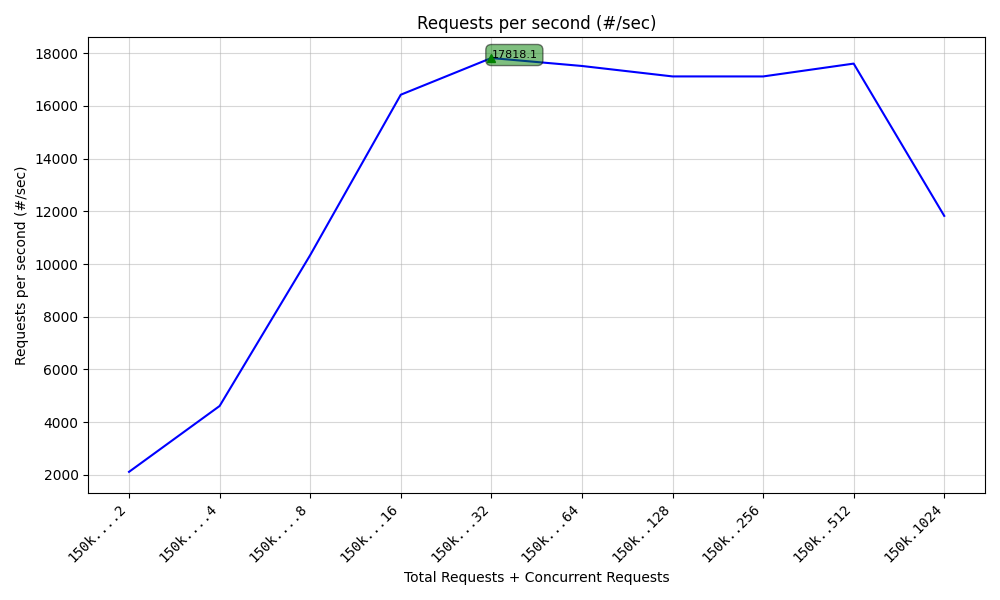 Requests per second (#/sec)
17818.1
18000
16000
14000
12000
10000
8000
6000
4000
2000
Requests per second (#/sec)
150k....2
150k....4
150k....8
150k...16
150k...32
150k...64
150k..128
150k..256
150k..512
150k.1024
Total Requests + Concurrent Requests